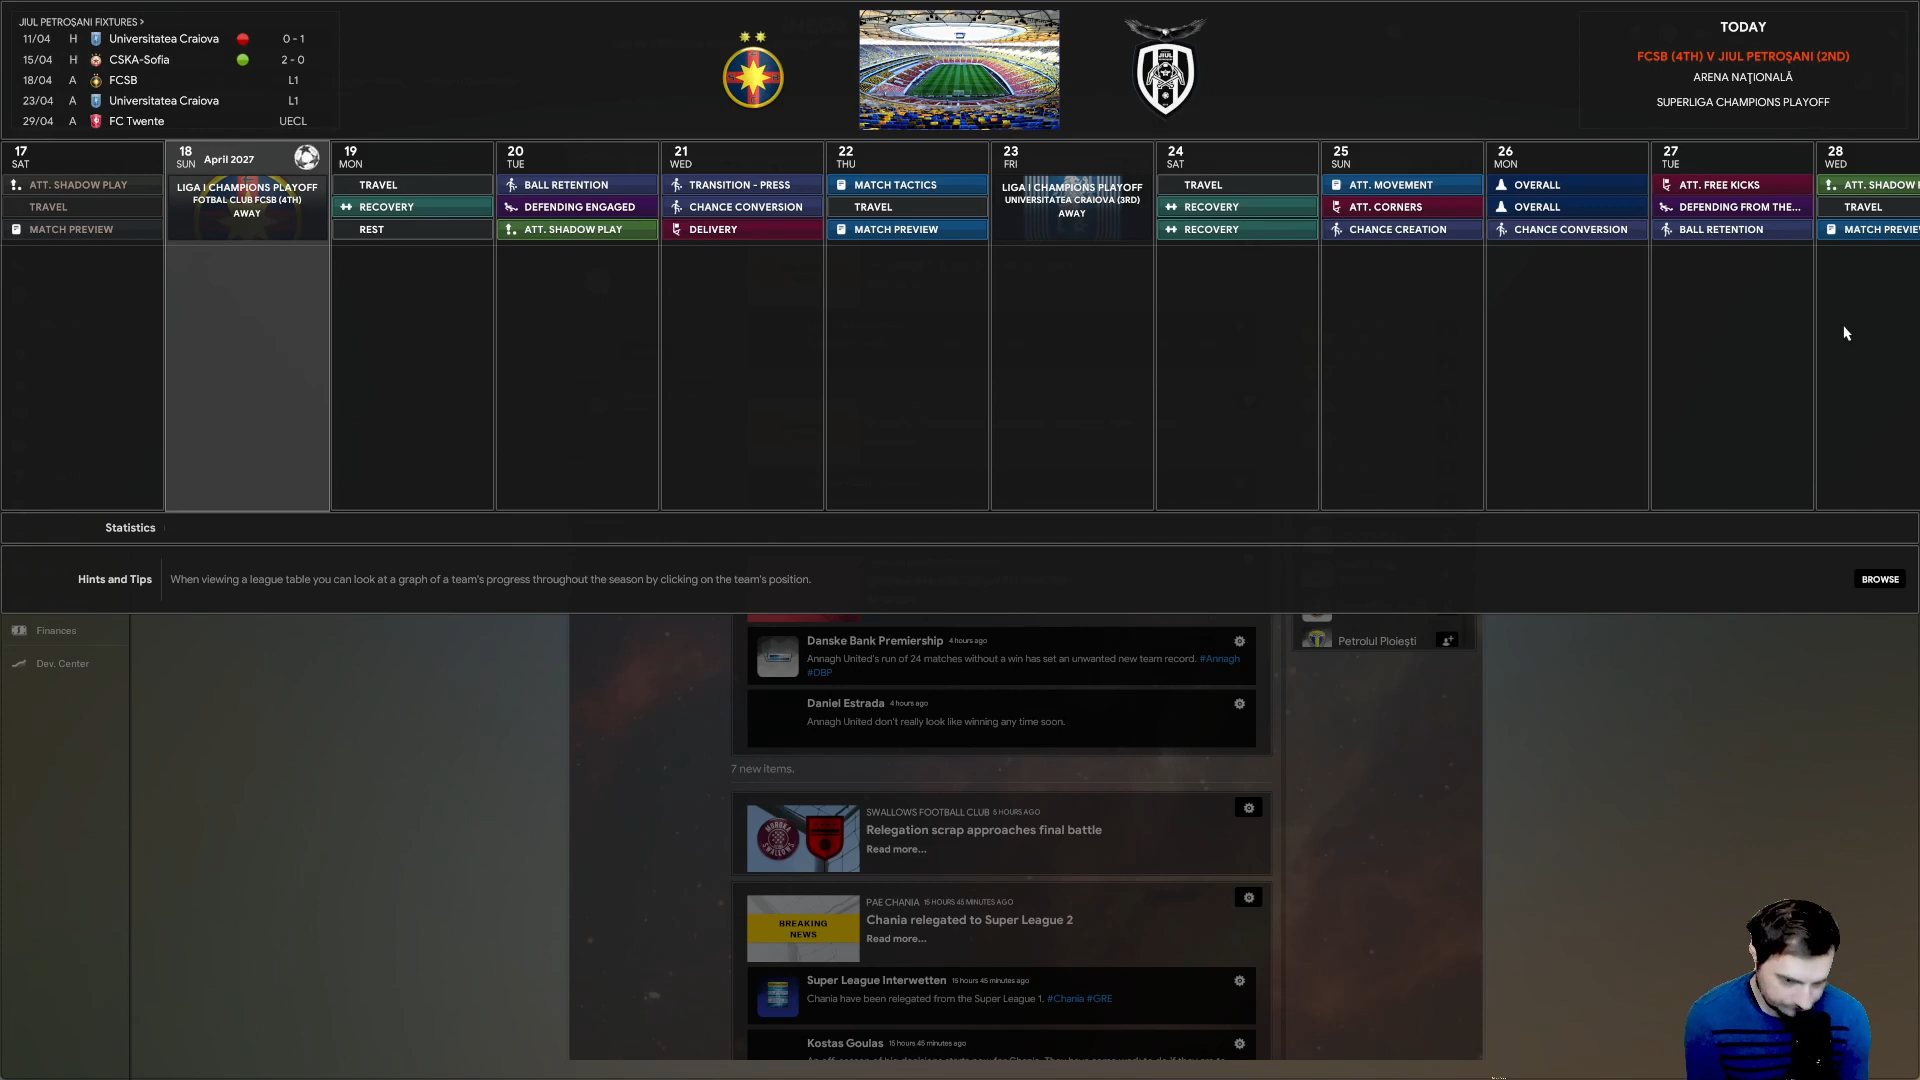 JIUL PETROȘANI FIXTURES >
11/04 H Universitatea Craiova 0 - 1
15/04 H CSKA-Sofia 2 - 0
18/04 A FCSB L1
23/04 A Universitatea Craiova L1
29/04 A FC Twente UECL
TODAY
FCSB (4TH) V JIUL PETROȘANI (2ND)
ARENA NAŢIONALĂ
SUPERLIGA CHAMPIONS PLAYOFF
17 SAT
ATT. SHADOW PLAY
TRAVEL
MATCH PREVIEW
18 SUN April 2027
LIGA I CHAMPIONS PLAYOFF
FOTBAL CLUB FCSB (4TH)
AWAY
19 MON
TRAVEL
RECOVERY
REST
20 TUE
BALL RETENTION
DEFENDING ENGAGED
ATT. SHADOW PLAY
21 WED
TRANSITION - PRESS
CHANCE CONVERSION
DELIVERY
22 THU
MATCH TACTICS
TRAVEL
MATCH PREVIEW
23 FRI
LIGA I CHAMPIONS PLAYOFF
UNIVERSITATEA CRAIOVA (3RD)
AWAY
24 SAT
TRAVEL
RECOVERY
RECOVERY
25 SUN
ATT. MOVEMENT
ATT. CORNERS
CHANCE CREATION
26 MON
OVERALL
OVERALL
CHANCE CONVERSION
27 TUE
ATT. FREE KICKS
DEFENDING FROM THE...
BALL RETENTION
28 WED
ATT. SHADOW P
TRAVEL
MATCH PREVIEW
Statistics
Hints and Tips When viewing a league table you can look at a graph of a team's progress throughout the season by clicking on the team's position. BROWSE
Finances
Dev. Center
Petrolul Ploiești
Danske Bank Premiership 4 hours ago
Annagh United's run of 24 matches without a win has set an unwanted new team record. #Annagh
#DBP
Daniel Estrada 4 hours ago
Annagh United don't really look like winning any time soon.
7 new items.
SWALLOWS FOOTBALL CLUB 5 HOURS AGO
Relegation scrap approaches final battle
Read more...
PAE CHANIA 15 HOURS 45 MINUTES AGO
BREAKING
NEWS
Chania relegated to Super League 2
Read more...
Super League Interwetten 15 hours 45 minutes ago
Chania have been relegated from the Super League 1. #Chania #GRE
Kostas Goulas 15 hours 45 minutes ago